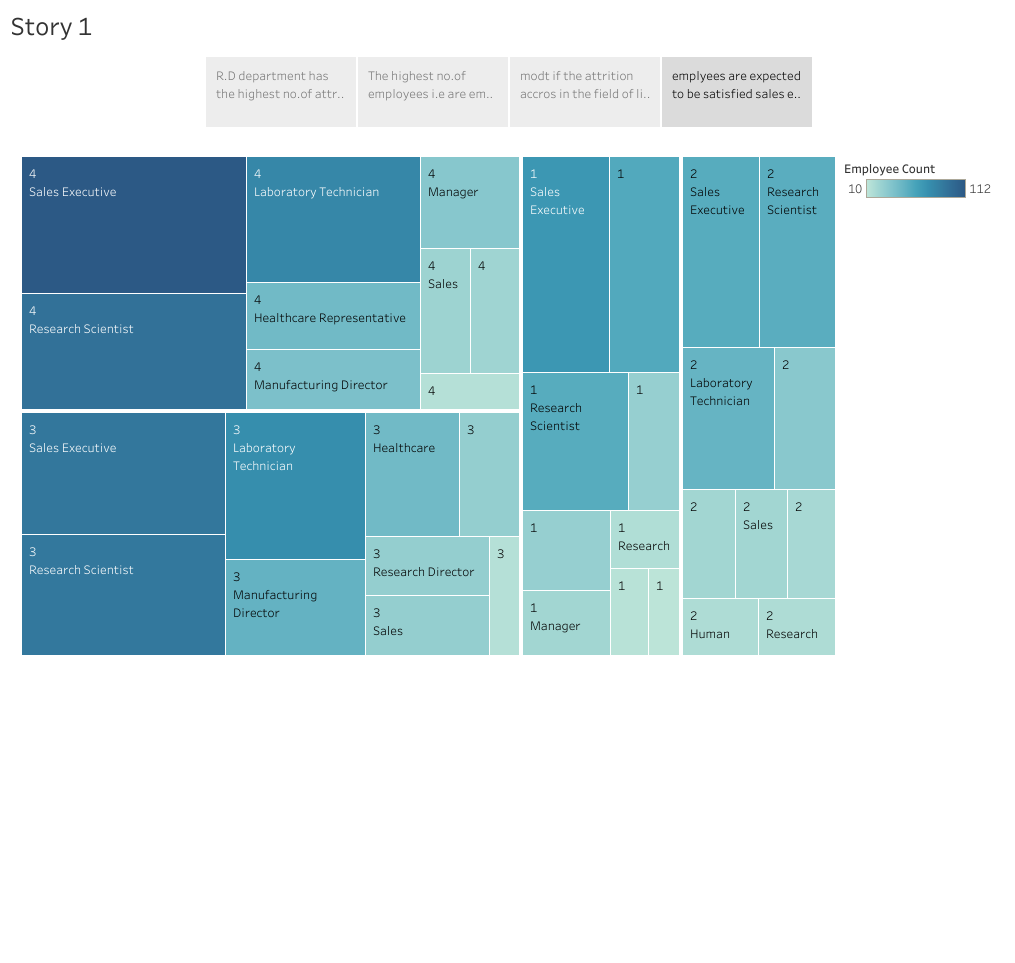 Story 1
R.D department has
the highest no.of attr..
The highest no.of
employees i.e are em..
modt if the attrition
accros in the field of li..
emplyees are expected
to be satisfied sales e..
4
Sales Executive
4
Research Scientist
4
Laboratory Technician
4
Healthcare Representative
4
Manufacturing Director
4
Manager
4
Sales
4
4
3
Sales Executive
3
Research Scientist
3
Laboratory
Technician
3
Manufacturing
Director
3
Healthcare
3
3
Research Director
3
Sales
3
1
Sales
Executive
1
1
Research
Scientist
1
1
1
Manager
1
Research
1
1
2
Sales
Executive
2
Research
Scientist
2
Laboratory
Technician
2
2
2
Sales
2
2
Human
2
Research
Employee Count
10
112